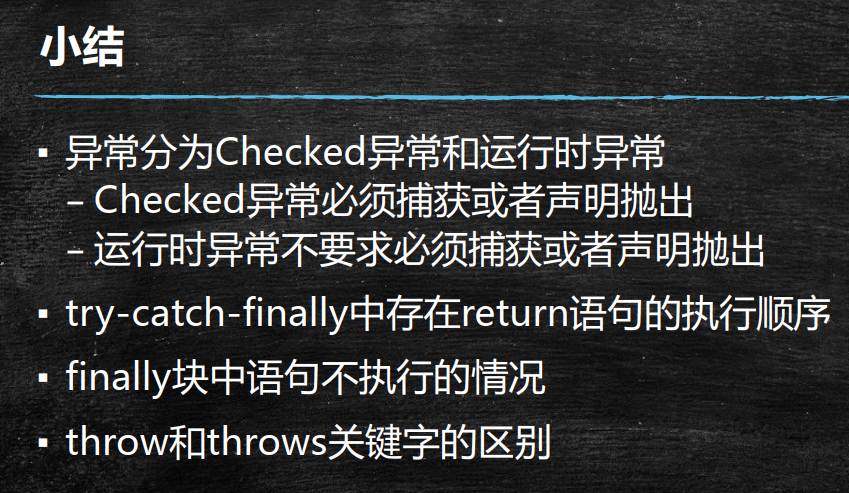 小结
▪ 异常分为Checked异常和运行时异常
– Checked异常必须捕获或者声明抛出
– 运行时异常不要求必须捕获或者声明抛出
▪ try-catch-finally中存在return语句的执行顺序
▪ finally块中语句不执行的情况
▪ throw和throws关键字的区别